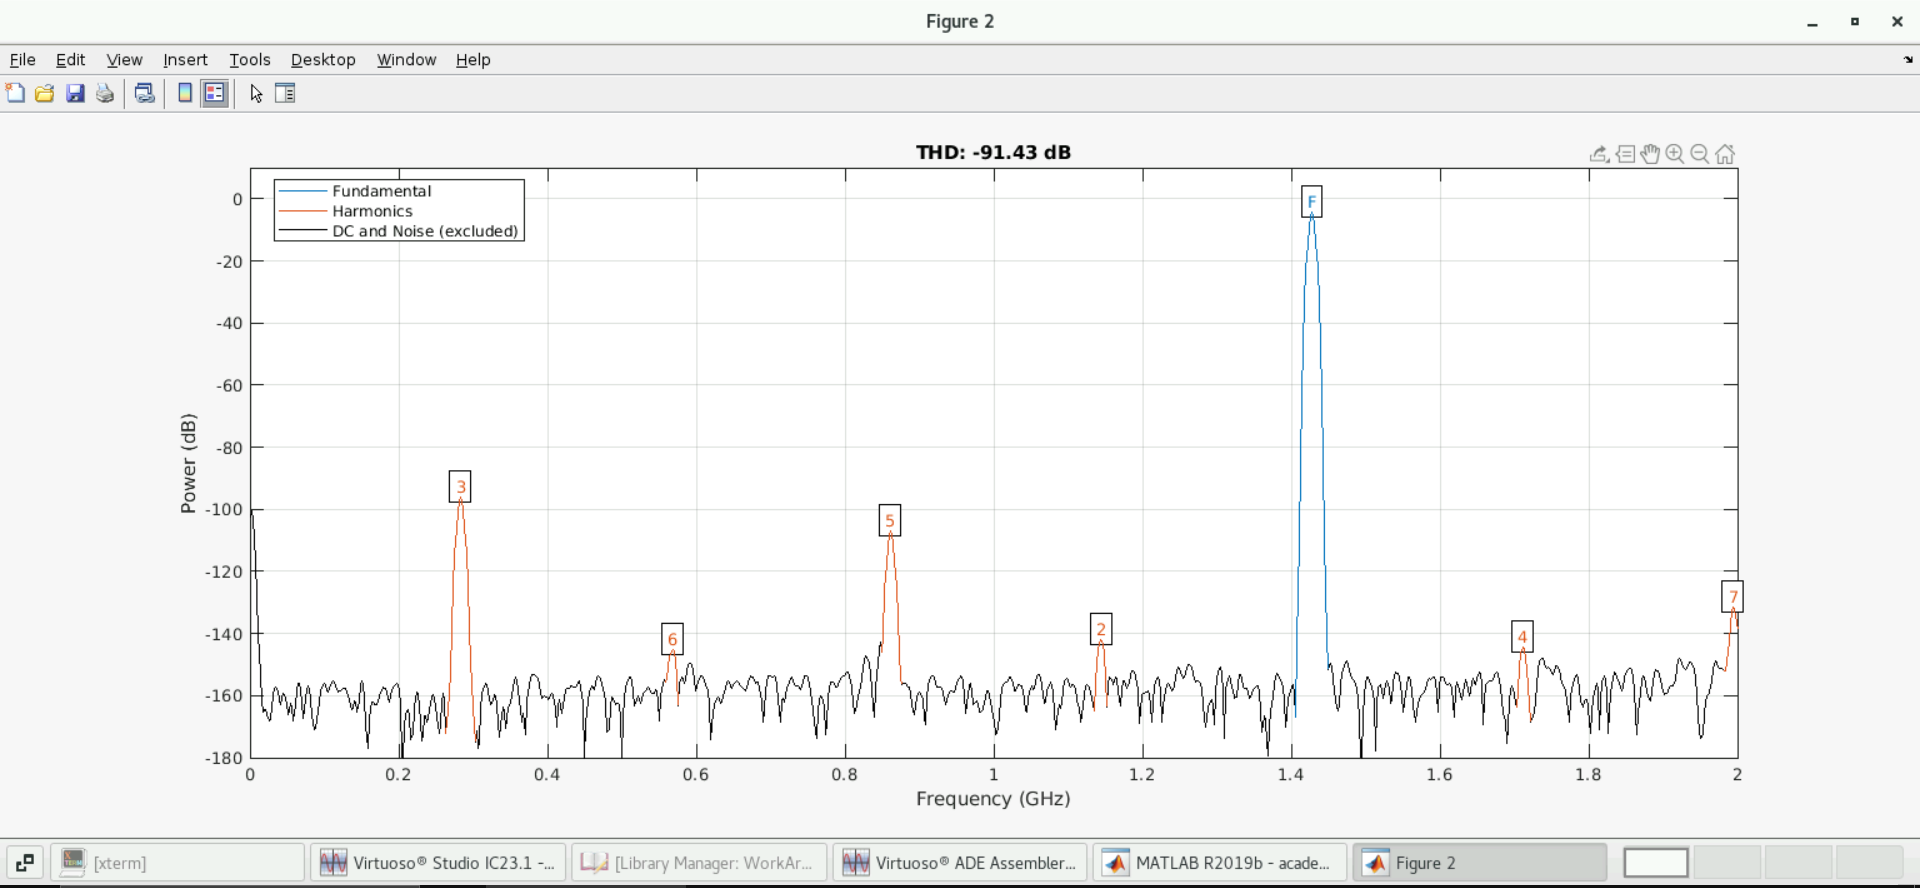 Figure 2
File Edit View Insert Tools Desktop Window Help
THD: -91.43 dB
Fundamental
Harmonics
DC and Noise (excluded)
F
3
5
7
2
4
6
0
-20
-40
-60
-80
-100
-120
-140
-160
-180
Power (dB)
0 0.2 0.4 0.6 0.8 1 1.2 1.4 1.6 1.8 2
Frequency (GHz)
[xterm] Virtuoso® Studio IC23.1 -... [Library Manager: WorkAr... Virtuoso® ADE Assembler... MATLAB R2019b - acade... Figure 2